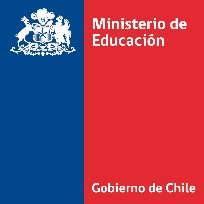 Ministerio de
Educación
Gobierno de Chile